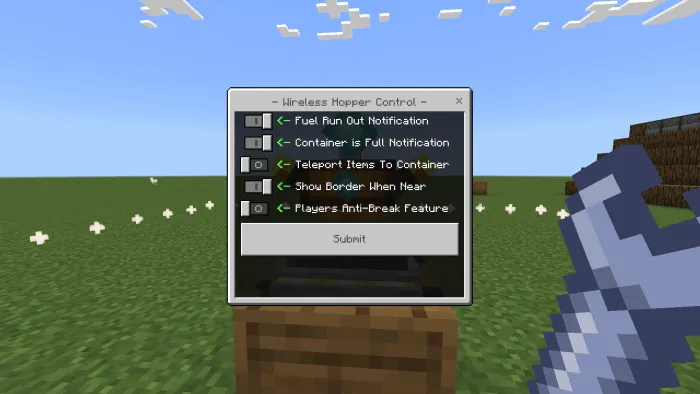 - Wireless Hopper Control -
<- Fuel Run Out Notification
<- Container is Full Notification
<- Teleport Items To Container
<- Show Border When Near
<- Players Anti-Break Feature
Submit